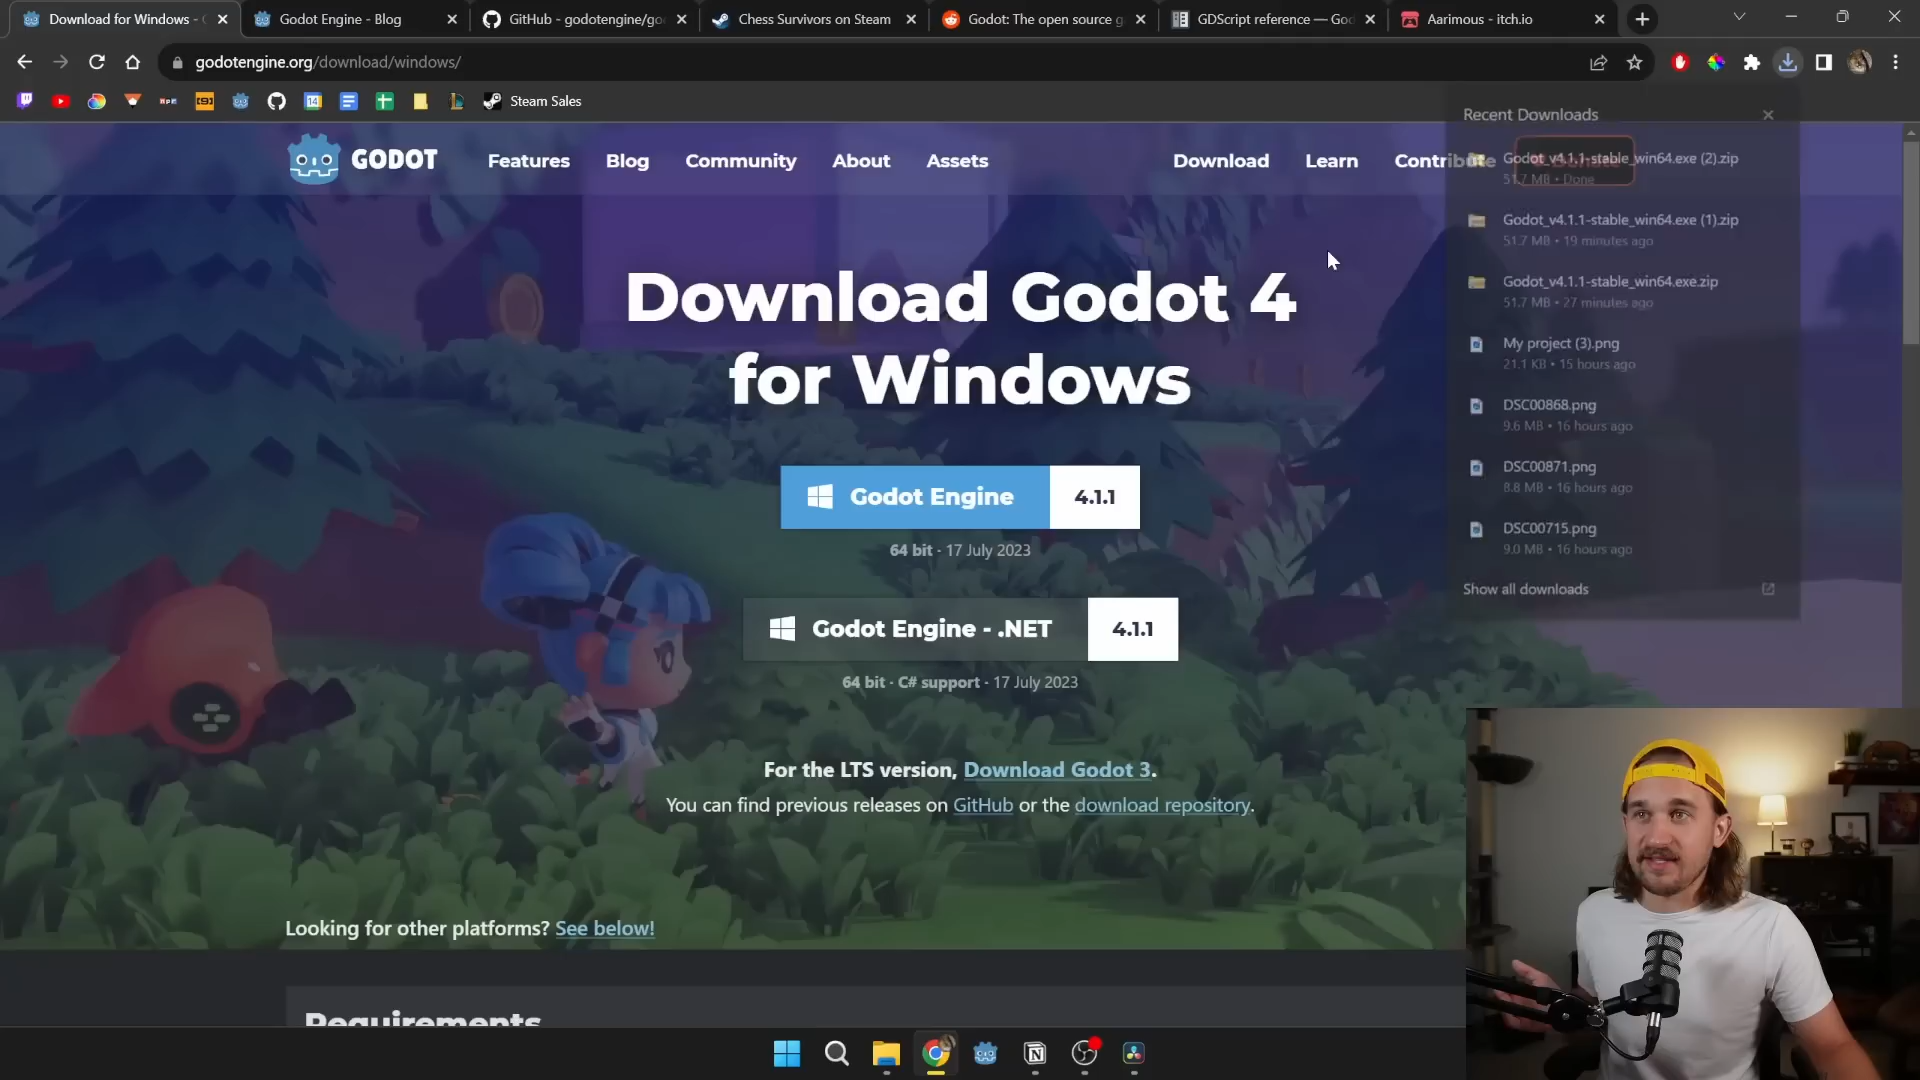 Download for Windows -
Godot Engine - Blog
GitHub - godotengine/go
Chess Survivors on Steam
Godot: The open source g
GDScript reference — God
Aarimous - itch.io
godotengine.org/download/windows/
Steam Sales
GODOT
Features
Blog
Community
About
Assets
Download
Learn
Contribute
Recent Downloads
Godot_v4.1.1-stable_win64.exe (2).zip
51.7 MB • Done
Godot_v4.1.1-stable_win64.exe (1).zip
51.7 MB • 19 minutes ago
Godot_v4.1.1-stable_win64.exe.zip
51.7 MB • 27 minutes ago
My project (3).png
21.1 KB • 15 hours ago
DSC00868.png
9.6 MB • 16 hours ago
DSC00871.png
8.8 MB • 16 hours ago
DSC00715.png
9.0 MB • 16 hours ago
Show all downloads
Download Godot 4
for Windows
Godot Engine 4.1.1
64 bit · 17 July 2023
Godot Engine - .NET 4.1.1
64 bit · C# support · 17 July 2023
For the LTS version, Download Godot 3.
You can find previous releases on GitHub or the download repository.
Looking for other platforms? See below!
Requirements